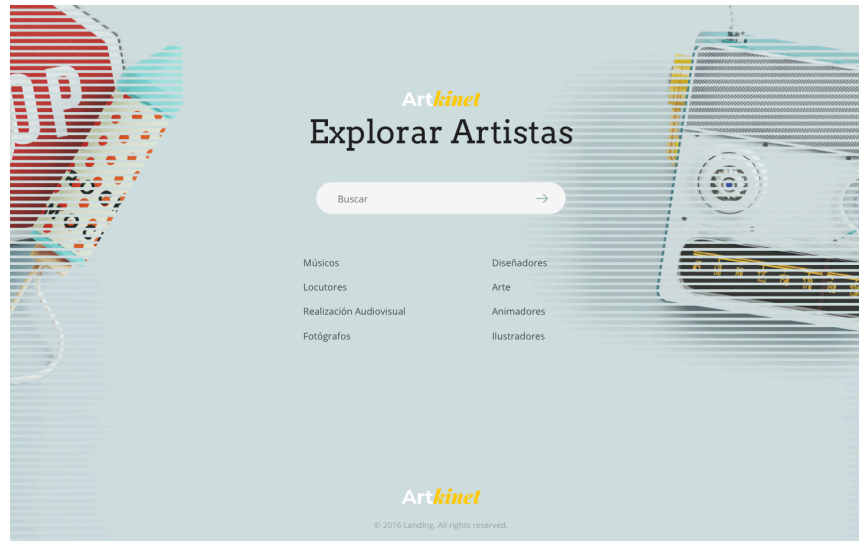 OP
Artkinet
Explorar Artistas
Buscar
Músicos
Diseñadores
Locutores
Arte
Realización Audiovisual
Animadores
Fotógrafos
Ilustradores
Artkinet
© 2016 Landing. All rights reserved.